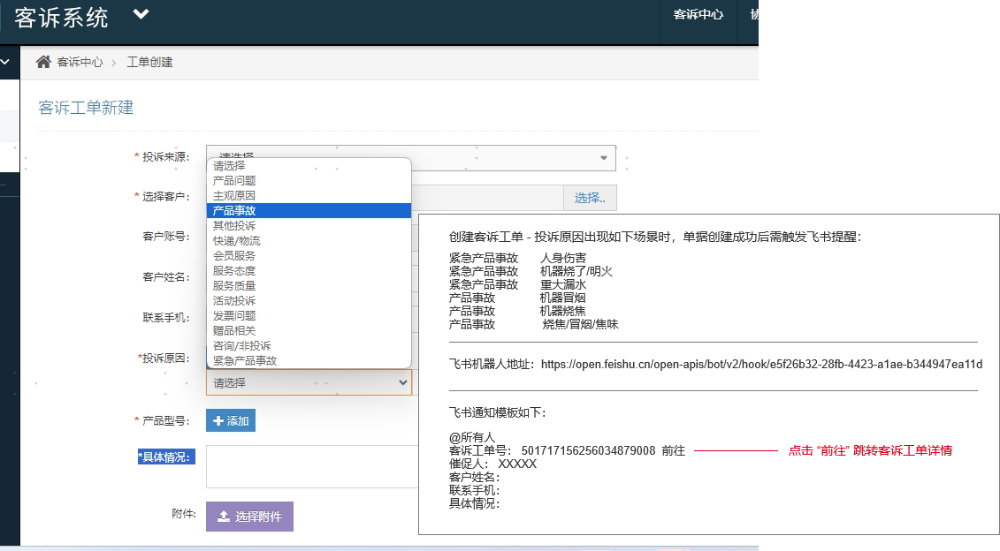 客诉系统
客诉中心
客诉中心
工单创建
客诉工单新建
* 投诉来源:
请选择
请选择
产品问题
主观原因
产品事故
其他投诉
快递/物流
会员服务
服务态度
服务质量
活动投诉
发票问题
赠品相关
咨询/非投诉
紧急产品事故
请选择
* 选择客户:
选择..
客户账号:
客户姓名:
联系手机:
*投诉原因:
* 产品型号:
添加
*具体情况:
附件:
选择附件
创建客诉工单 - 投诉原因出现如下场景时，单据创建成功后需触发飞书提醒：
紧急产品事故 人身伤害
紧急产品事故 机器烧了/明火
紧急产品事故 重大漏水
产品事故 机器冒烟
产品事故 机器烧焦
产品事故 烧焦/冒烟/焦味
飞书机器人地址：https://open.feishu.cn/open-apis/bot/v2/hook/e5f26b32-28fb-4423-a1ae-b344947ea11d
飞书通知模板如下：
@所有人
客诉工单号： 501717156256034879008 前往
点击 “前往” 跳转客诉工单详情
催促人： XXXXX
客户姓名：
联系手机：
具体情况：